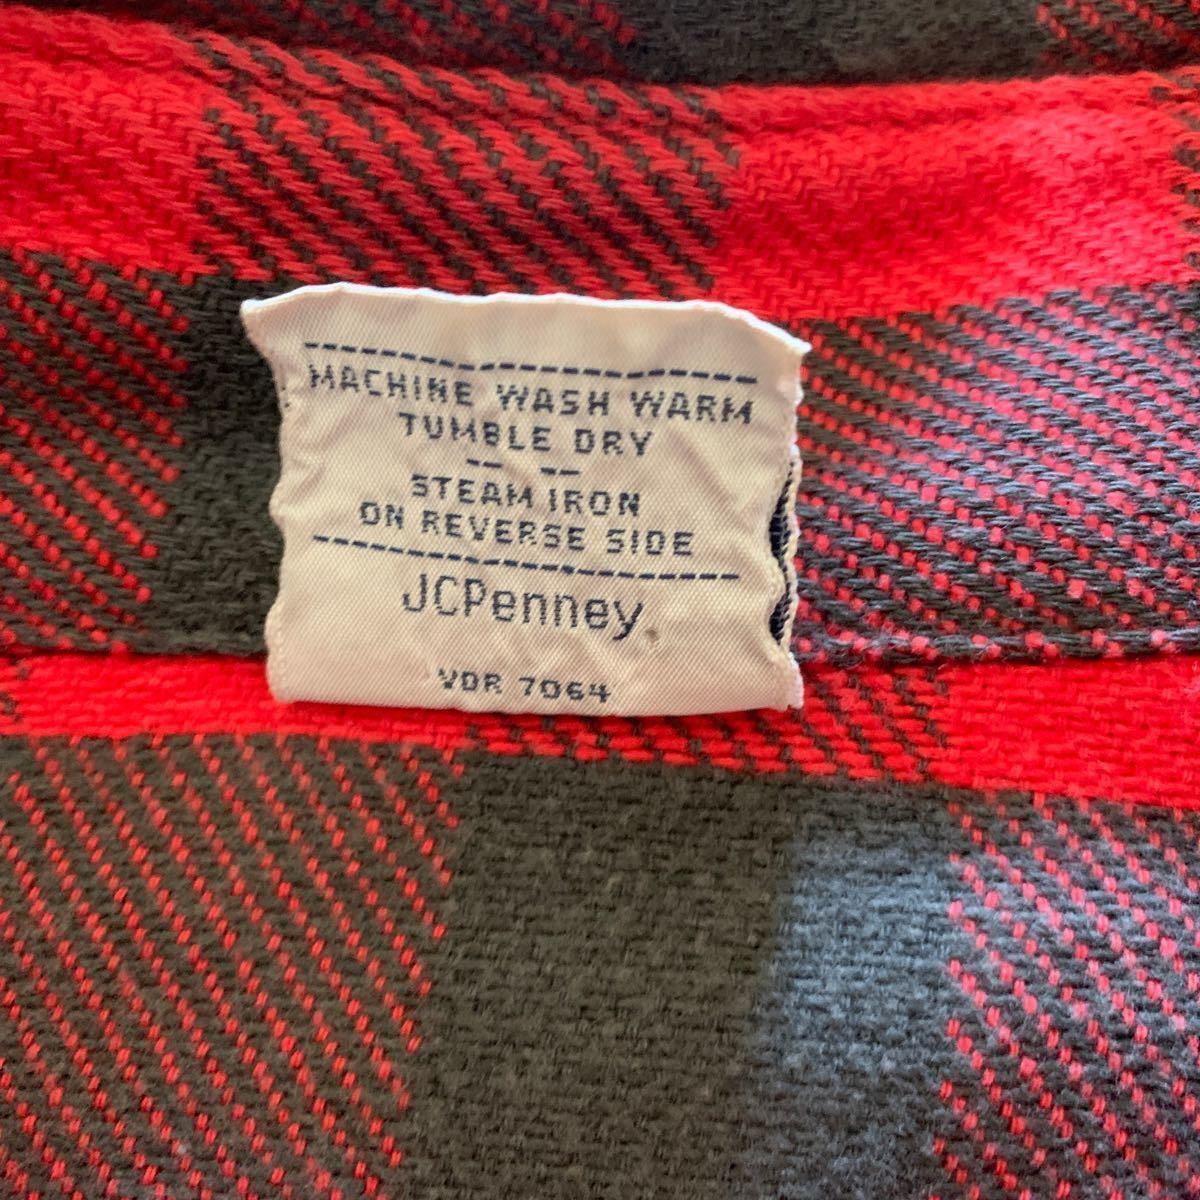 MACHINE WASH WARM
TUMBLE DRY
STEAM IRON
ON REVERSE SIDE
JCPenney
VDR 7064